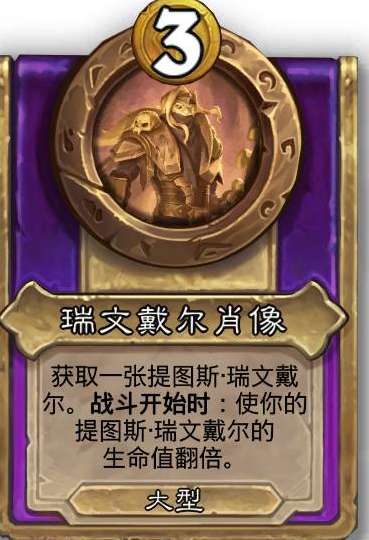 3
瑞文戴尔肖像
获取一张提图斯·瑞文戴
尔。战斗开始时：使你的
提图斯·瑞文戴尔的
生命值翻倍。
大型